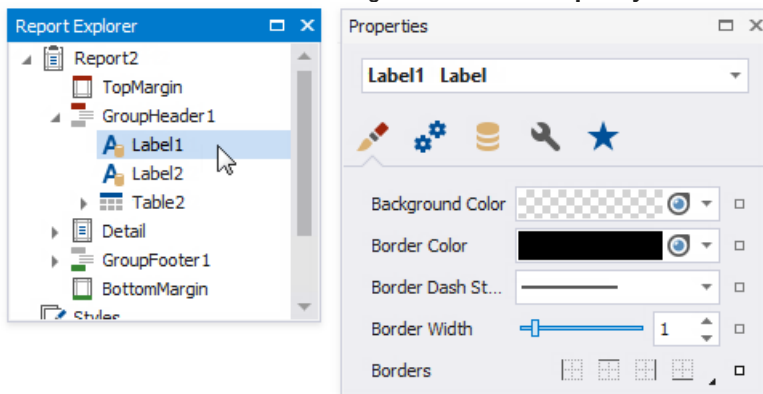 Report Explorer
Report2
TopMargin
GroupHeader1
Label1
Label2
Table2
Detail
GroupFooter1
BottomMargin
Styles
Properties
Label1 Label
Background Color
Border Color
Border Dash St...
Border Width 1
Borders